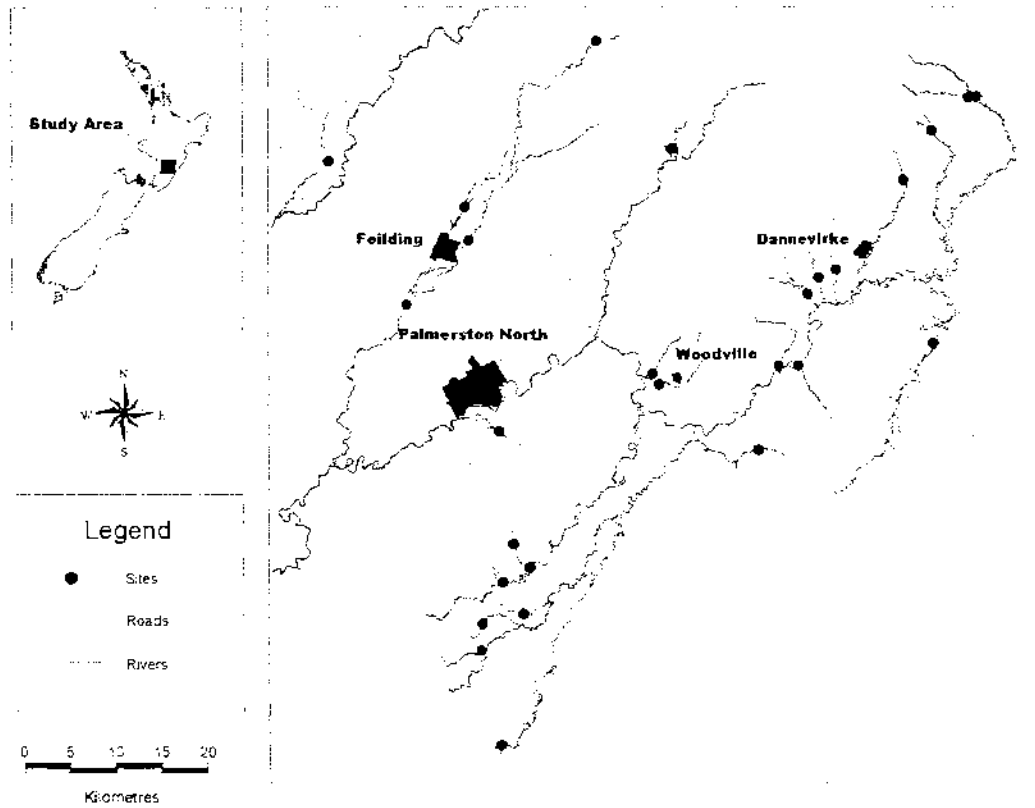 Study Area
Feilding
Dannevirke
Palmerston North
Woodville
N
W E
S
Legend
Sites
Roads
Rivers
0 5 10 15 20
Kilometres